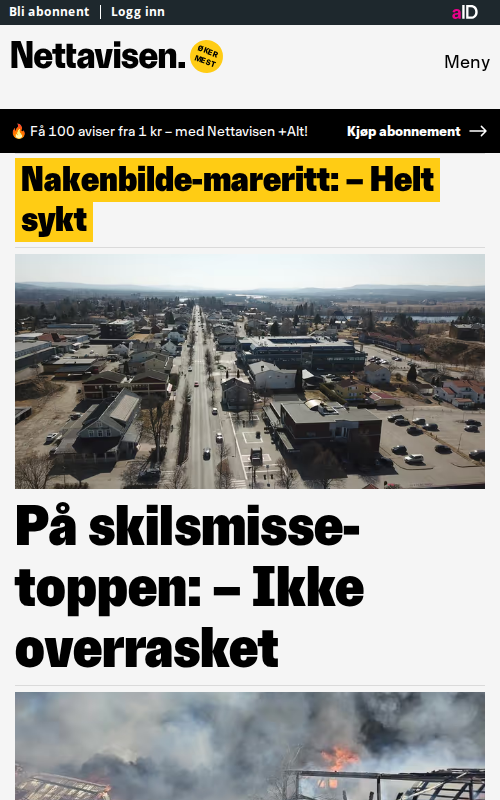 Bli abonnent | Logg inn
aID
Nettavisen.
ØKER
MEST
Meny
Få 100 aviser fra 1 kr – med Nettavisen +Alt!
Kjøp abonnement
Nakenbilde-mareritt: – Helt
sykt
På skilsmisse-
toppen: – Ikke
overrasket